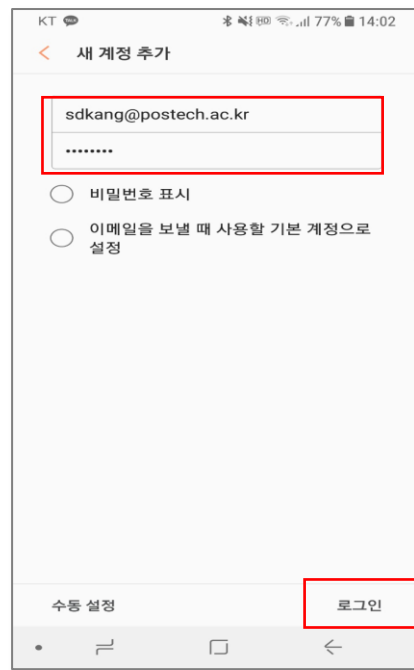 KT HD 77% 14:02
새 계정 추가
sdkang@postech.ac.kr
••••••••
비밀번호 표시
이메일을 보낼 때 사용할 기본 계정으로
설정
수동 설정 로그인